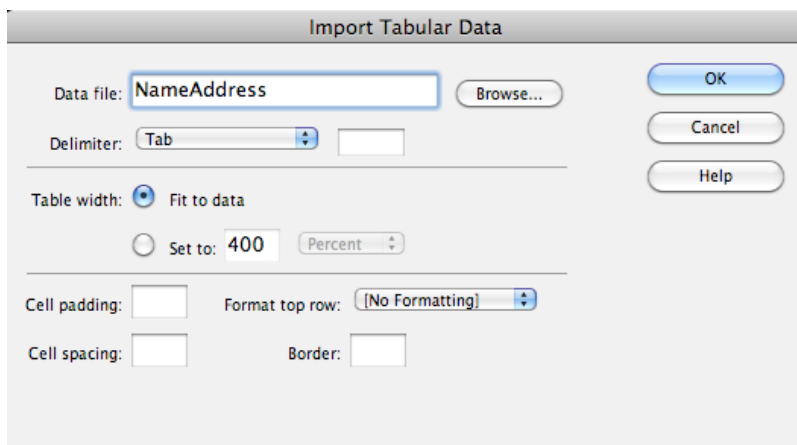 Import Tabular Data
Data file: NameAddress Browse... OK
Delimiter: Tab Cancel
Help
Table width: Fit to data
Set to: 400 Percent
Cell padding: Format top row: [No Formatting]
Cell spacing: Border: